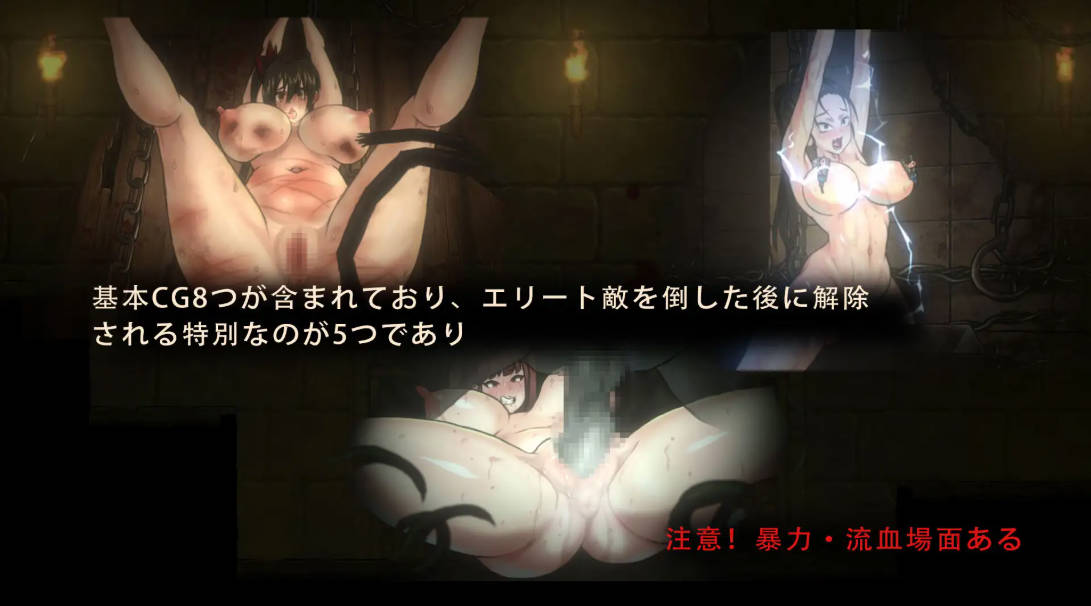 基本CG8つが含まれており、エリート敵を倒した後に解除
される特別なのが5つであり
注意！暴力・流血場面ある